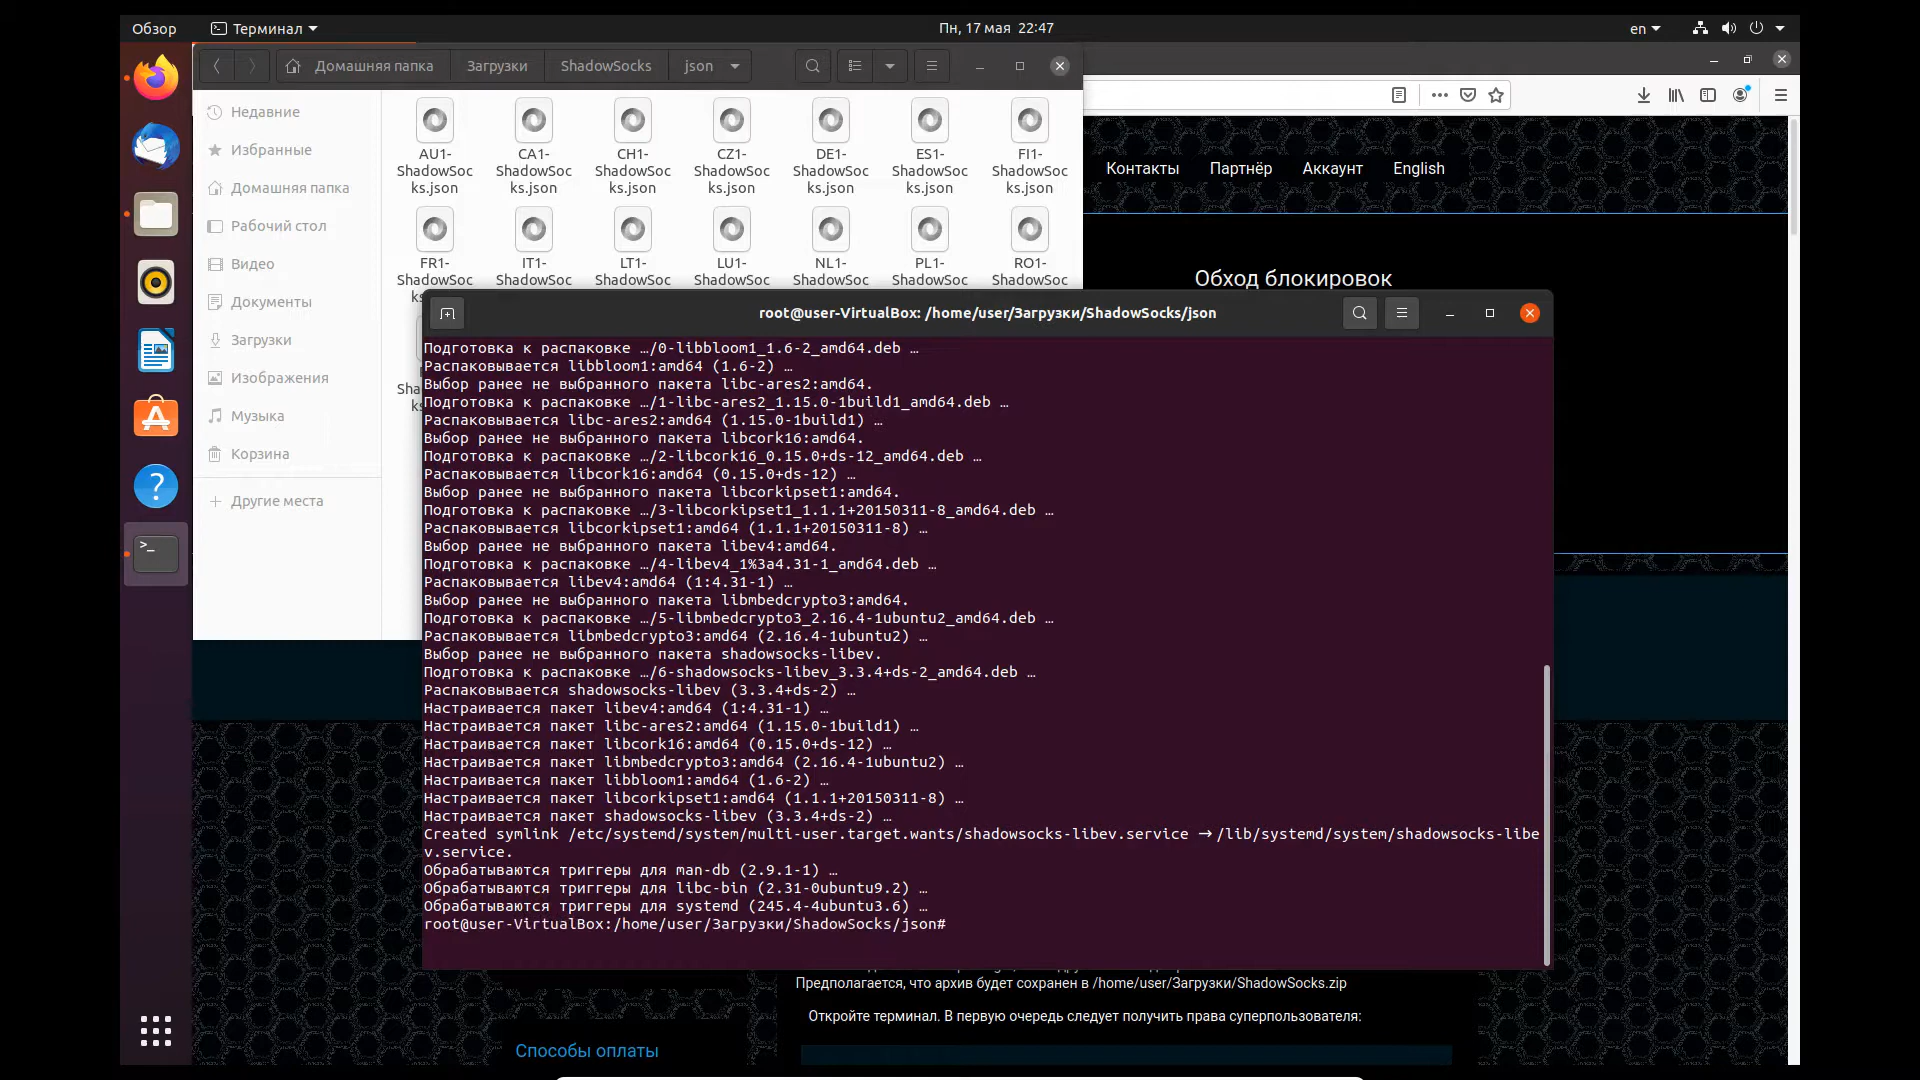 Обзор
Терминал
Пн, 17 мая 22:47
en
Домашняя папка
Загрузки
ShadowSocks
json
Недавние
Избранные
Домашняя папка
Рабочий стол
Видео
Документы
Загрузки
Изображения
Музыка
Корзина
Другие места
AU1-
ShadowSoc
ks.json
CA1-
ShadowSoc
ks.json
CH1-
ShadowSoc
ks.json
CZ1-
ShadowSoc
ks.json
DE1-
ShadowSoc
ks.json
ES1-
ShadowSoc
ks.json
FI1-
ShadowSoc
ks.json
FR1-
ShadowSoc
IT1-
ShadowSoc
LT1-
ShadowSoc
LU1-
ShadowSoc
NL1-
ShadowSoc
PL1-
ShadowSoc
RO1-
ShadowSoc
Контакты
Партнёр
Аккаунт
English
Обход блокировок
root@user-VirtualBox: /home/user/Загрузки/ShadowSocks/json
Подготовка к распаковке …/0-libbloom1_1.6-2_amd64.deb …
Распаковывается libbloom1:amd64 (1.6-2) …
Выбор ранее не выбранного пакета libc-ares2:amd64.
Подготовка к распаковке …/1-libc-ares2_1.15.0-1build1_amd64.deb …
Распаковывается libc-ares2:amd64 (1.15.0-1build1) …
Выбор ранее не выбранного пакета libcork16:amd64.
Подготовка к распаковке …/2-libcork16_0.15.0+ds-12_amd64.deb …
Распаковывается libcork16:amd64 (0.15.0+ds-12) …
Выбор ранее не выбранного пакета libcorkipset1:amd64.
Подготовка к распаковке …/3-libcorkipset1_1.1.1+20150311-8_amd64.deb …
Распаковывается libcorkipset1:amd64 (1.1.1+20150311-8) …
Выбор ранее не выбранного пакета libev4:amd64.
Подготовка к распаковке …/4-libev4_1%3a4.31-1_amd64.deb …
Распаковывается libev4:amd64 (1:4.31-1) …
Выбор ранее не выбранного пакета libmbedcrypto3:amd64.
Подготовка к распаковке …/5-libmbedcrypto3_2.16.4-1ubuntu2_amd64.deb …
Распаковывается libmbedcrypto3:amd64 (2.16.4-1ubuntu2) …
Выбор ранее не выбранного пакета shadowsocks-libev.
Подготовка к распаковке …/6-shadowsocks-libev_3.3.4+ds-2_amd64.deb …
Распаковывается shadowsocks-libev (3.3.4+ds-2) …
Настраивается пакет libev4:amd64 (1:4.31-1) …
Настраивается пакет libc-ares2:amd64 (1.15.0-1build1) …
Настраивается пакет libcork16:amd64 (0.15.0+ds-12) …
Настраивается пакет libmbedcrypto3:amd64 (2.16.4-1ubuntu2) …
Настраивается пакет libbloom1:amd64 (1.6-2) …
Настраивается пакет libcorkipset1:amd64 (1.1.1+20150311-8) …
Настраивается пакет shadowsocks-libev (3.3.4+ds-2) …
Created symlink /etc/systemd/system/multi-user.target.wants/shadowsocks-libev.service → /lib/systemd/system/shadowsocks-libe
v.service.
Обрабатываются триггеры для man-db (2.9.1-1) …
Обрабатываются триггеры для libc-bin (2.31-0ubuntu9.2) …
Обрабатываются триггеры для systemd (245.4-4ubuntu3.6) …
root@user-VirtualBox:/home/user/Загрузки/ShadowSocks/json#
Предполагается, что архив будет сохранен в /home/user/Загрузки/ShadowSocks.zip
Откройте терминал. В первую очередь следует получить права суперпользователя:
Способы оплаты